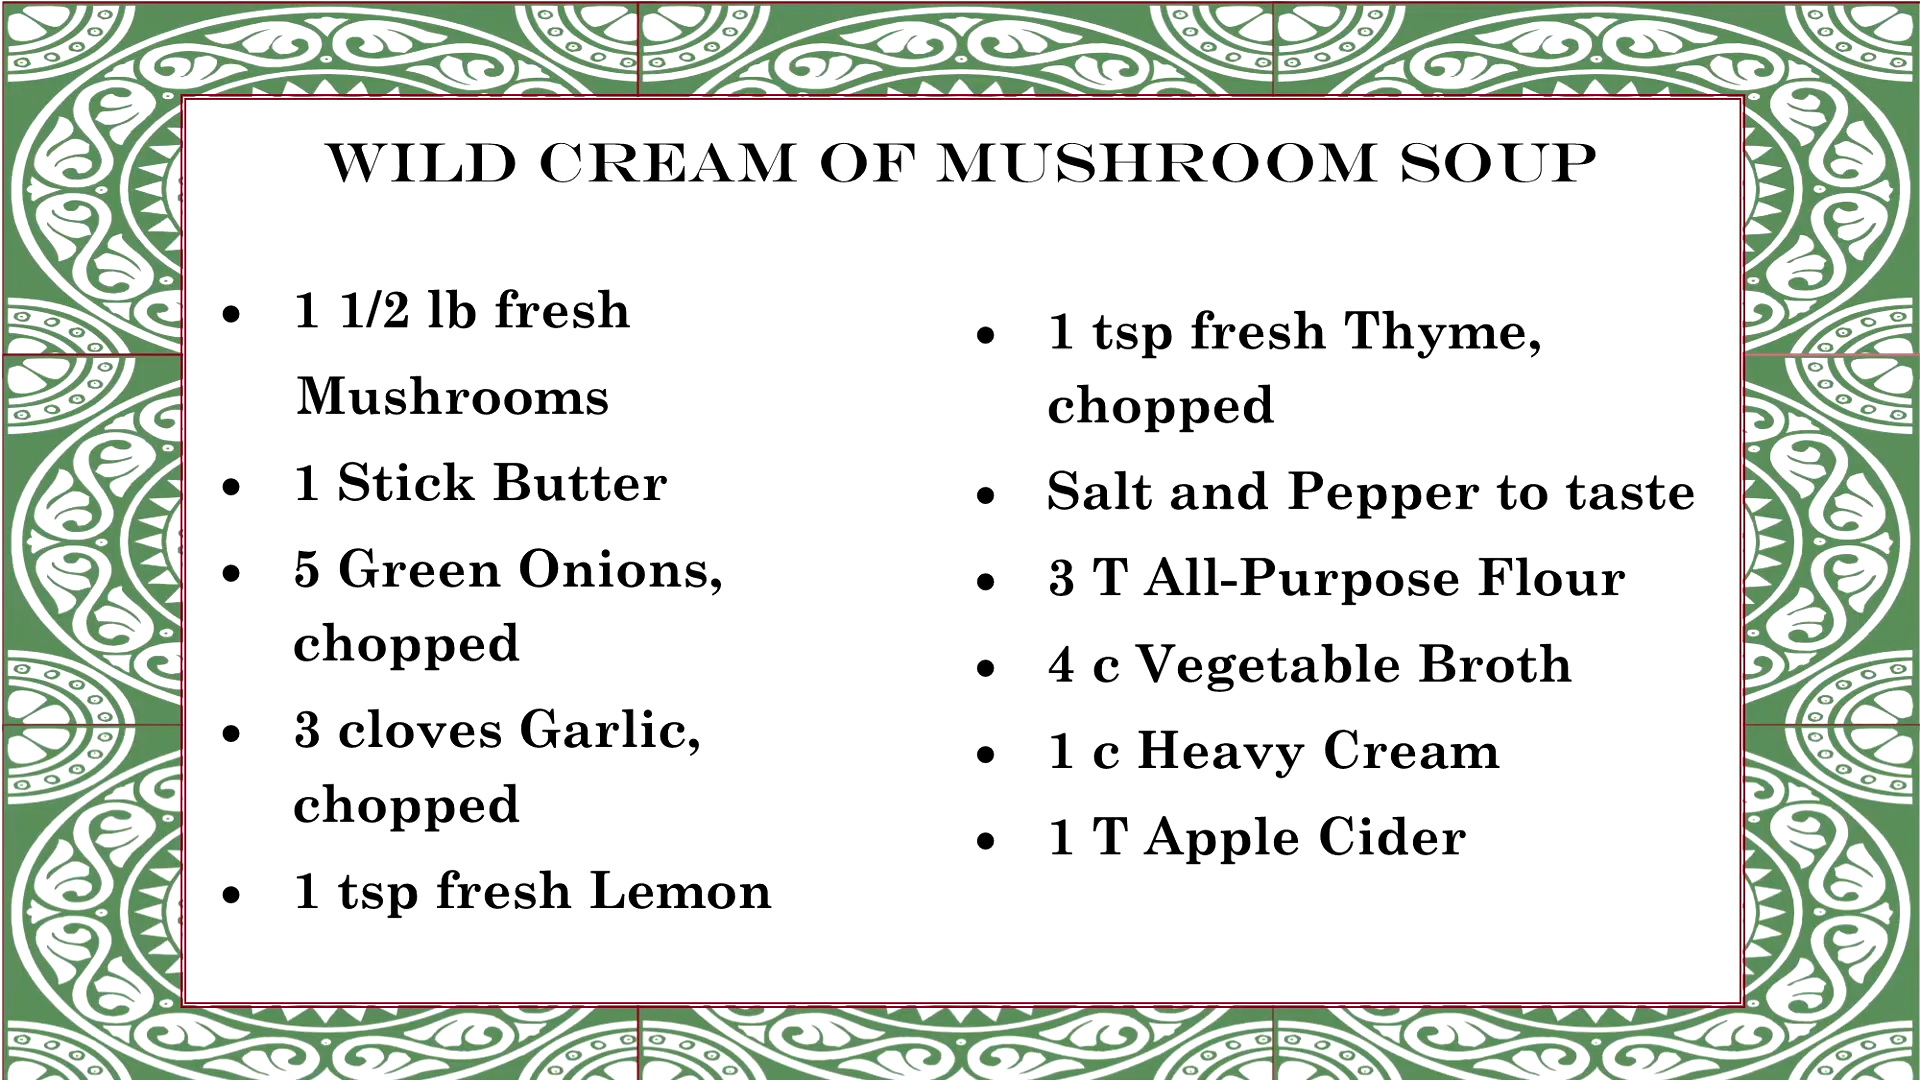 WILD CREAM OF MUSHROOM SOUP
• 1 1/2 lb fresh
Mushrooms
• 1 Stick Butter
• 5 Green Onions,
chopped
• 3 cloves Garlic,
chopped
• 1 tsp fresh Lemon
• 1 tsp fresh Thyme,
chopped
• Salt and Pepper to taste
• 3 T All-Purpose Flour
• 4 c Vegetable Broth
• 1 c Heavy Cream
• 1 T Apple Cider